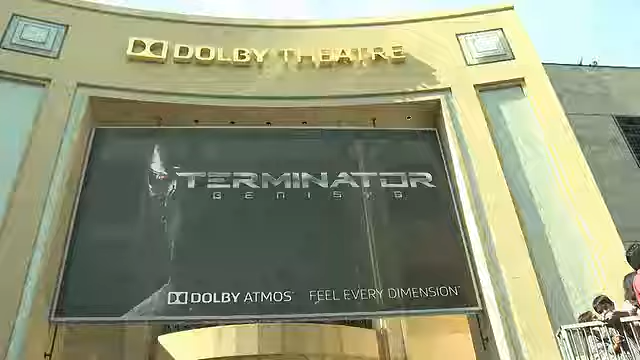 DOLBY THEATRE
TERMINATOR
GENISYS
DOLBY ATMOS FEEL EVERY DIMENSION